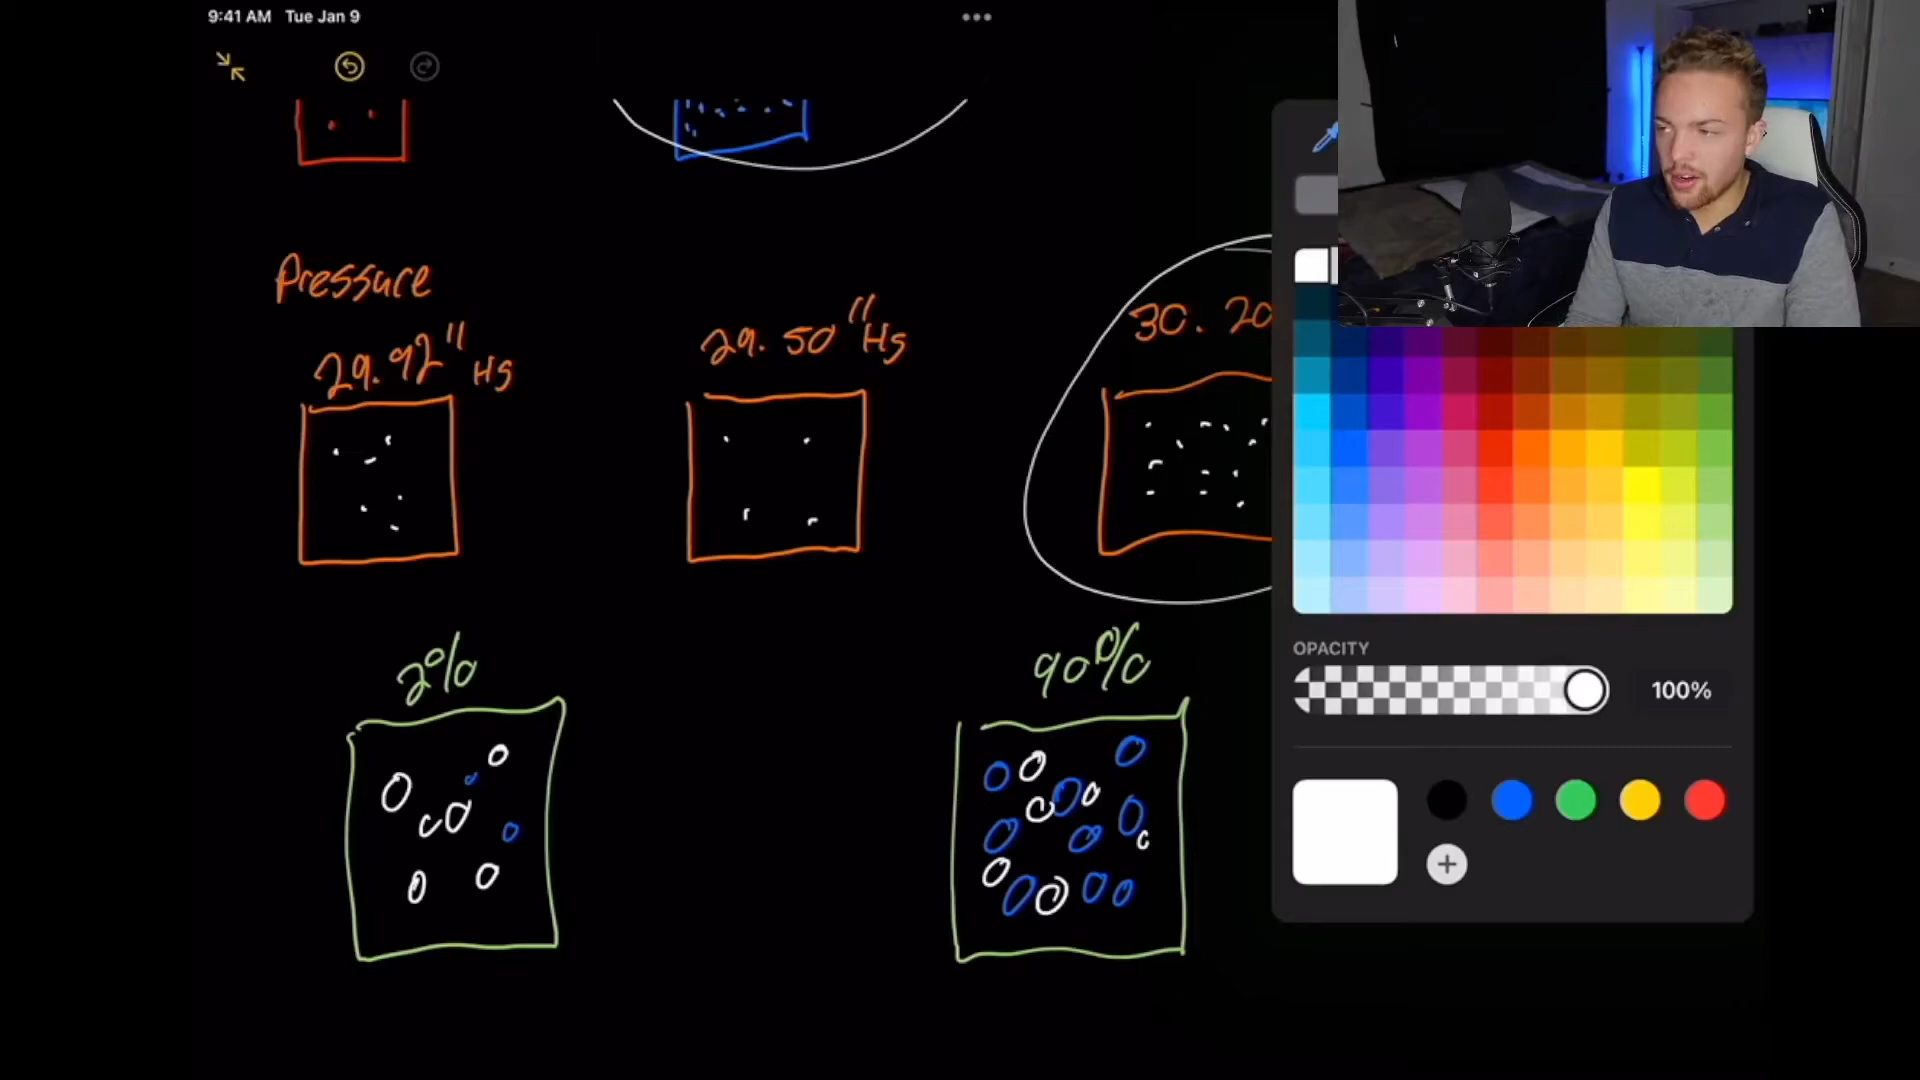 9:41 AM Tue Jan 9
Pressure
29.92" Hg
29.50" Hg
30.20
2%
90%
OPACITY
100%